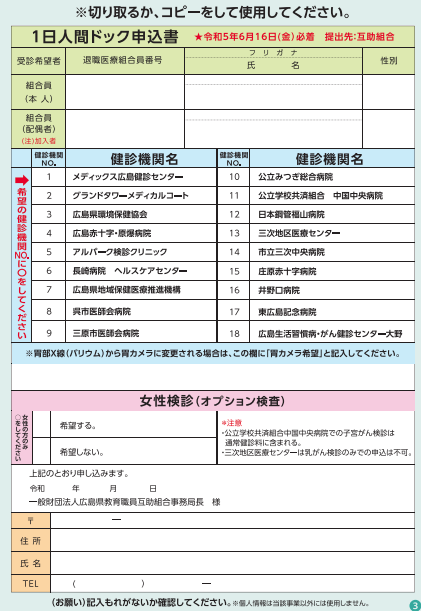 ※切り取るか、コピーをして使用してください。
1日人間ドック申込書 ★令和5年6月16日(金)必着 提出先:互助組合
受診希望者 退職医療組合員番号 フリガナ 氏名 性別
組合員
(本人)
組合員
(配偶者)
(注)加入者
健診機関NO. 健診機関名 健診機関NO. 健診機関名
➡希望の健診機関NO.に○をしてください
1 メディックス広島健診センター 10 公立みつぎ総合病院
2 グランドタワーメディカルコート 11 公立学校共済組合 中国中央病院
3 広島県環境保健協会 12 日本鋼管福山病院
4 広島赤十字・原爆病院 13 三次地区医療センター
5 アルパーク検診クリニック 14 市立三次中央病院
6 長崎病院 ヘルスケアセンター 15 庄原赤十字病院
7 広島県地域保健医療推進機構 16 井野口病院
8 呉市医師会病院 17 東広島記念病院
9 三原市医師会病院 18 広島生活習慣病・がん健診センター大野
※胃部X線(バリウム)から胃カメラに変更される場合は、この欄に「胃カメラ希望」と記入してください。
女性検診(オプション検査)
女性の方のみ
○をしてください
希望する。
希望しない。
※注意
・公立学校共済組合中国中央病院での子宮がん検診は
通常健診料に含まれる。
・三次地区医療センターは乳がん検診のみでの申込は不可。
上記のとおり申し込みます。
令和 年 月 日
一般財団法人広島県教育職員互助組合事務局長 様
〒 ー
住所
氏名
TEL ( ) ー
(お願い)記入もれがないか確認してください。※個人情報は当該事業以外には使用しません。
3